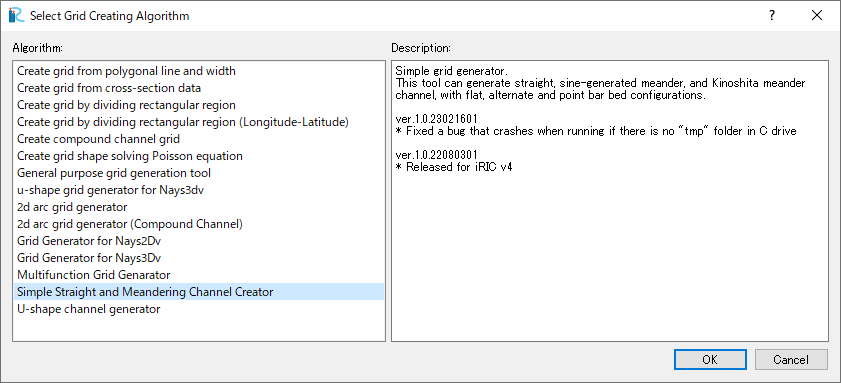 Select Grid Creating Algorithm
Algorithm:
Create grid from polygonal line and width
Create grid from cross-section data
Create grid by dividing rectangular region
Create grid by dividing rectangular region (Longitude-Latitude)
Create compound channel grid
Create grid shape solving Poisson equation
General purpose grid generation tool
u-shape grid generator for Nays3dv
2d arc grid generator
2d arc grid generator (Compound Channel)
Grid Generator for Nays2Dv
Grid Generator for Nays3Dv
Multifunction Grid Genarator
Simple Straight and Meandering Channel Creator
U-shape channel generator
Description:
Simple grid generator.
This tool can generate straight, sine-generated meander, and Kinoshita meander
channel, with flat, alternate and point bar bed configurations.
ver.1.0.23021601
* Fixed a bug that crashes when running if there is no "tmp" folder in C drive
ver.1.0.22080301
* Released for iRIC v4
OK
Cancel